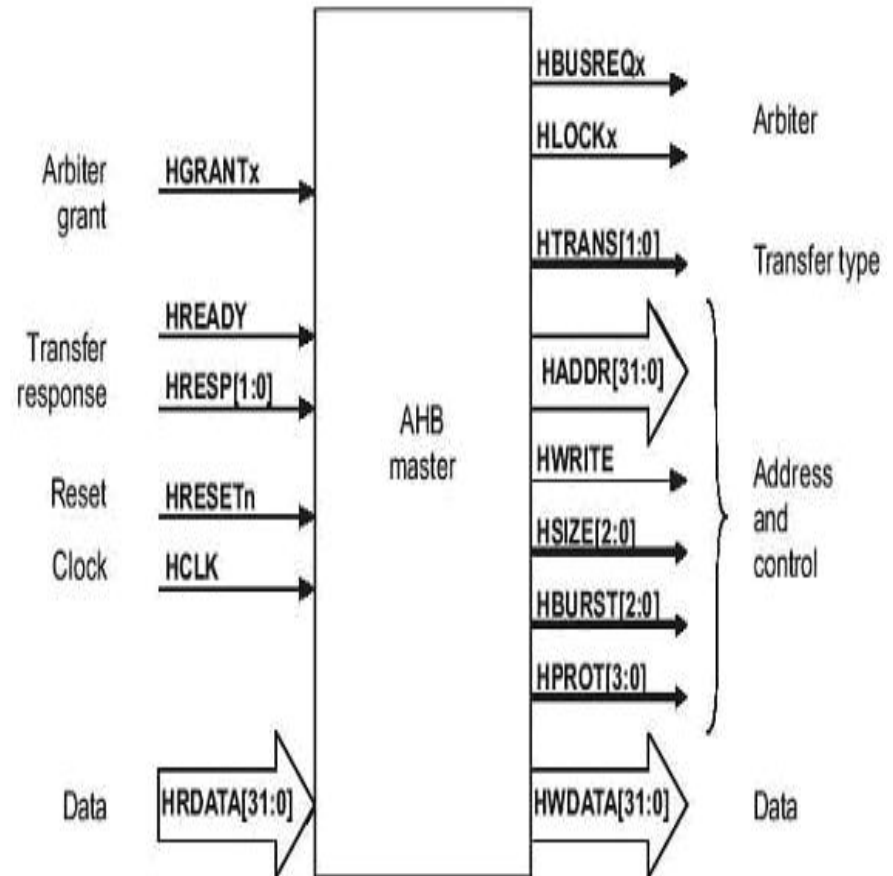 Arbiter
grant
HGRANTx
Transfer
response
HREADY
HRESP[1:0]
Reset
HRESETn
Clock
HCLK
Data
HRDATA[31:0]
AHB
master
HBUSREQx
HLOCKx
Arbiter
HTRANS[1:0]
Transfer type
HADDR[31:0]
HWRITE
HSIZE[2:0]
HBURST[2:0]
HPROT[3:0]
Address
and
control
HWDATA[31:0]
Data